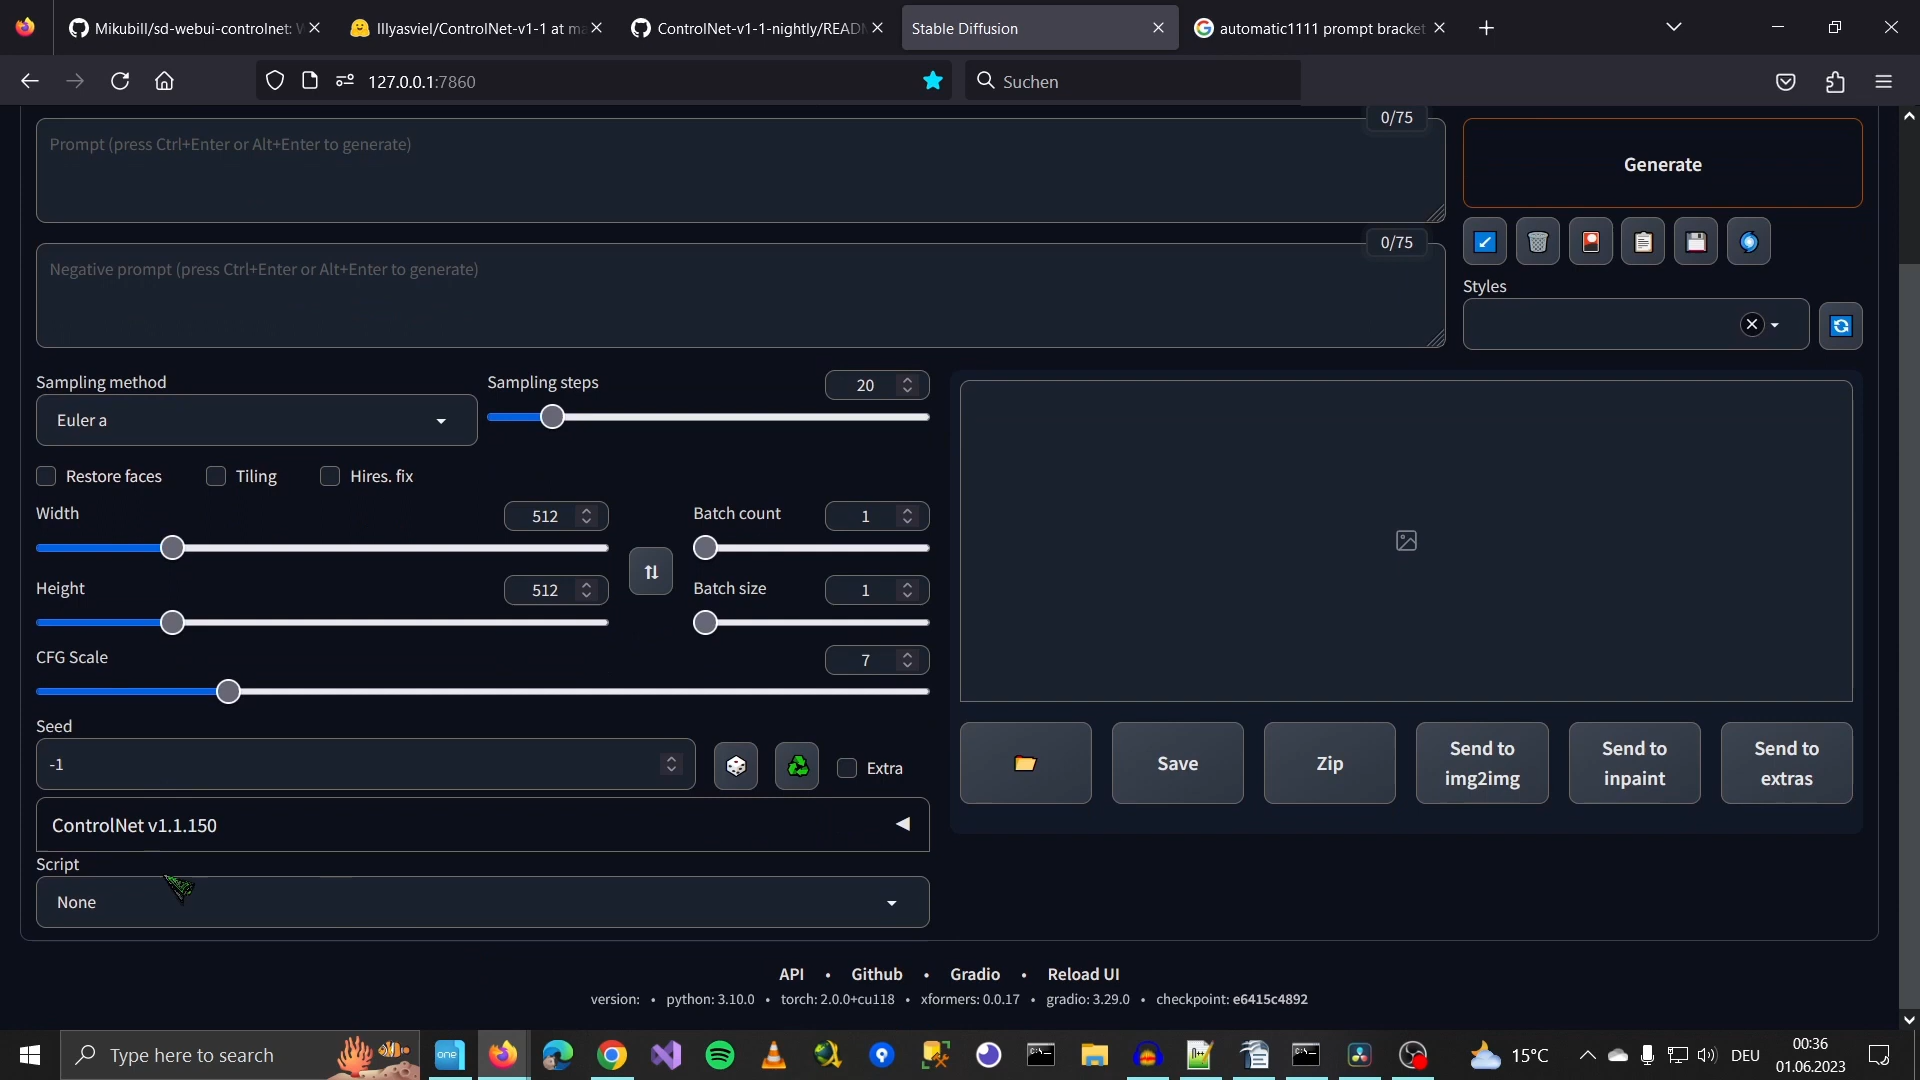 Mikubill/sd-webui-controlnet: W
lllyasviel/ControlNet-v1-1 at ma
ControlNet-v1-1-nightly/READM
Stable Diffusion
automatic1111 prompt bracket
127.0.0.1:7860
Suchen
0/75
Prompt (press Ctrl+Enter or Alt+Enter to generate)
Generate
0/75
Negative prompt (press Ctrl+Enter or Alt+Enter to generate)
Styles
Sampling method
Sampling steps
20
Euler a
Restore faces
Tiling
Hires. fix
Width
512
Batch count
1
Height
512
Batch size
1
CFG Scale
7
Seed
-1
Extra
Save
Zip
Send to
img2img
Send to
inpaint
Send to
extras
ControlNet v1.1.150
Script
None
API • Github • Gradio • Reload UI
version: • python: 3.10.0 • torch: 2.0.0+cu118 • xformers: 0.0.17 • gradio: 3.29.0 • checkpoint: e6415c4892
Type here to search
one
15°C
DEU
00:36
01.06.2023